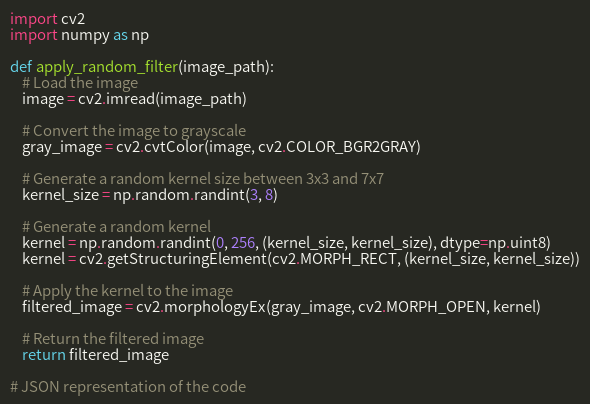 import cv2
import numpy as np

def apply_random_filter(image_path):
    # Load the image
    image = cv2.imread(image_path)

    # Convert the image to grayscale
    gray_image = cv2.cvtColor(image, cv2.COLOR_BGR2GRAY)

    # Generate a random kernel size between 3x3 and 7x7
    kernel_size = np.random.randint(3, 8)

    # Generate a random kernel
    kernel = np.random.randint(0, 256, (kernel_size, kernel_size), dtype=np.uint8)
    kernel = cv2.getStructuringElement(cv2.MORPH_RECT, (kernel_size, kernel_size))

    # Apply the kernel to the image
    filtered_image = cv2.morphologyEx(gray_image, cv2.MORPH_OPEN, kernel)

    # Return the filtered image
    return filtered_image

# JSON representation of the code